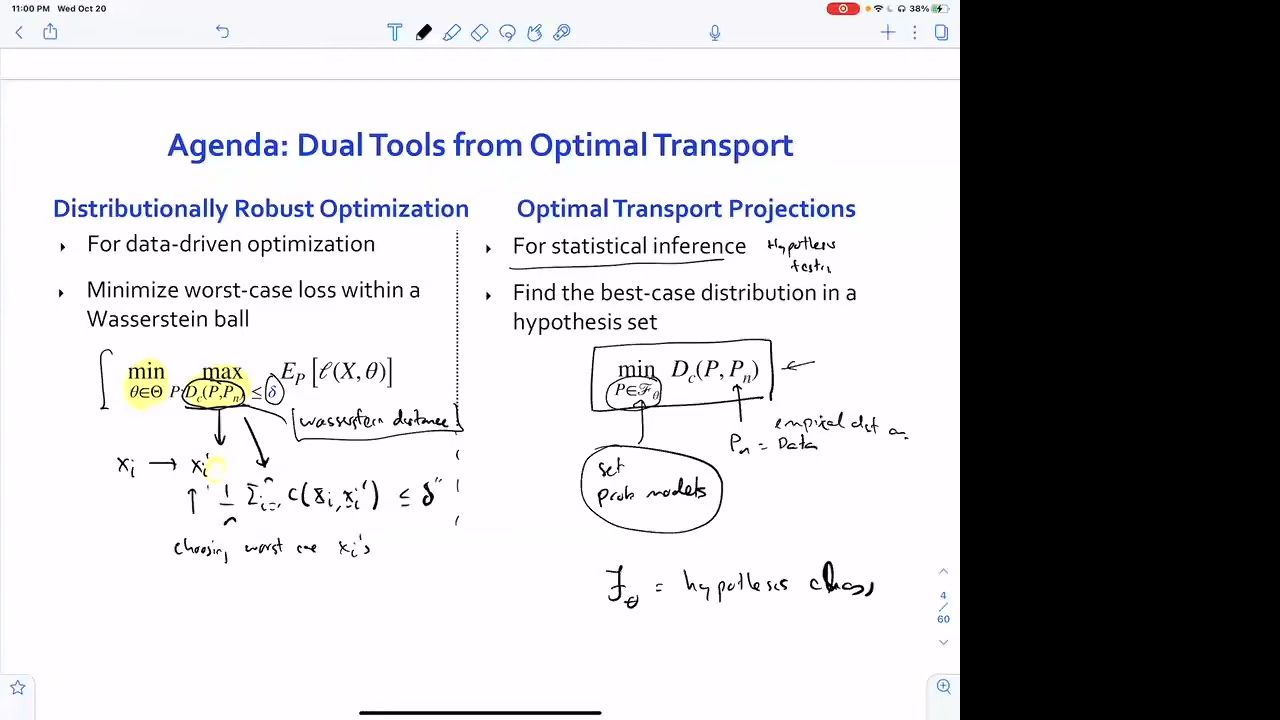 11:00 PM Wed Oct 20
38%
Agenda: Dual Tools from Optimal Transport
Distributionally Robust Optimization
For data-driven optimization
Minimize worst-case loss within a
Wasserstein ball
min max E_P [ℓ(X,θ)]
θ∈Θ P:D_c(P,P_n) ≤ δ
wasserstein distance
x_i → x_i'
1/n Σ_i=1^n c(x_i, x_i') ≤ δ"
choosing worst case x_i's
Optimal Transport Projections
For statistical inference
Hypothesis
testing
Find the best-case distribution in a
hypothesis set
min D_c(P, P_n)
P∈ℱ_θ
empirical dist
P_n = Data
set
prob models
ℱ_θ = hypothesis class
4
/
60